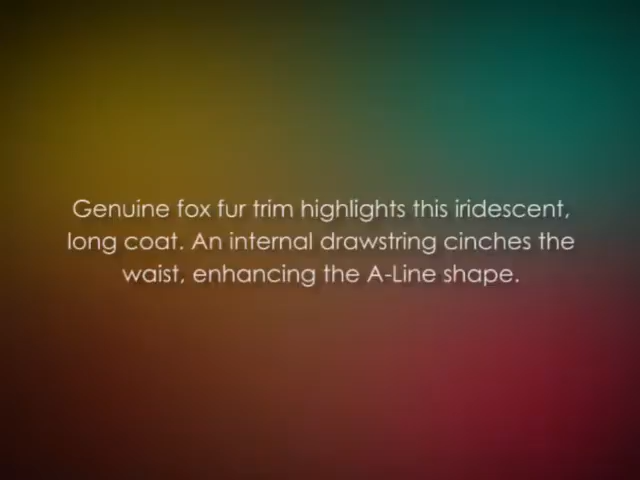 Genuine fox fur trim highlights this iridescent,
long coat. An internal drawstring cinches the
waist, enhancing the A-Line shape.